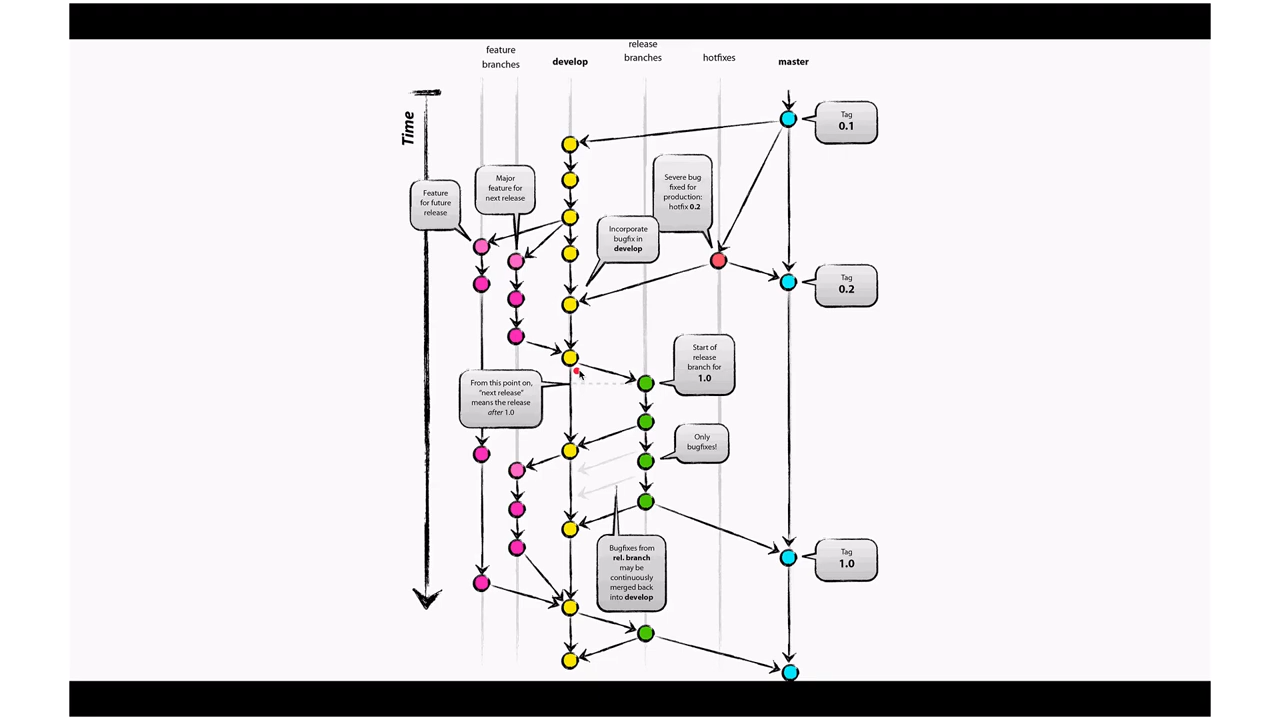 feature
branches
develop
release
branches
hotfixes
master
Time
Tag
0.1
Feature
for future
release
Major
feature for
next release
Severe bug
fixed for
production:
hotfix 0.2
Incorporate
bugfix in
develop
Tag
0.2
Start of
release
branch for
1.0
From this point on,
“next release”
means the release
after 1.0
Only
bugfixes!
Bugfixes from
rel. branch
may be
continuously
merged back
into develop
Tag
1.0